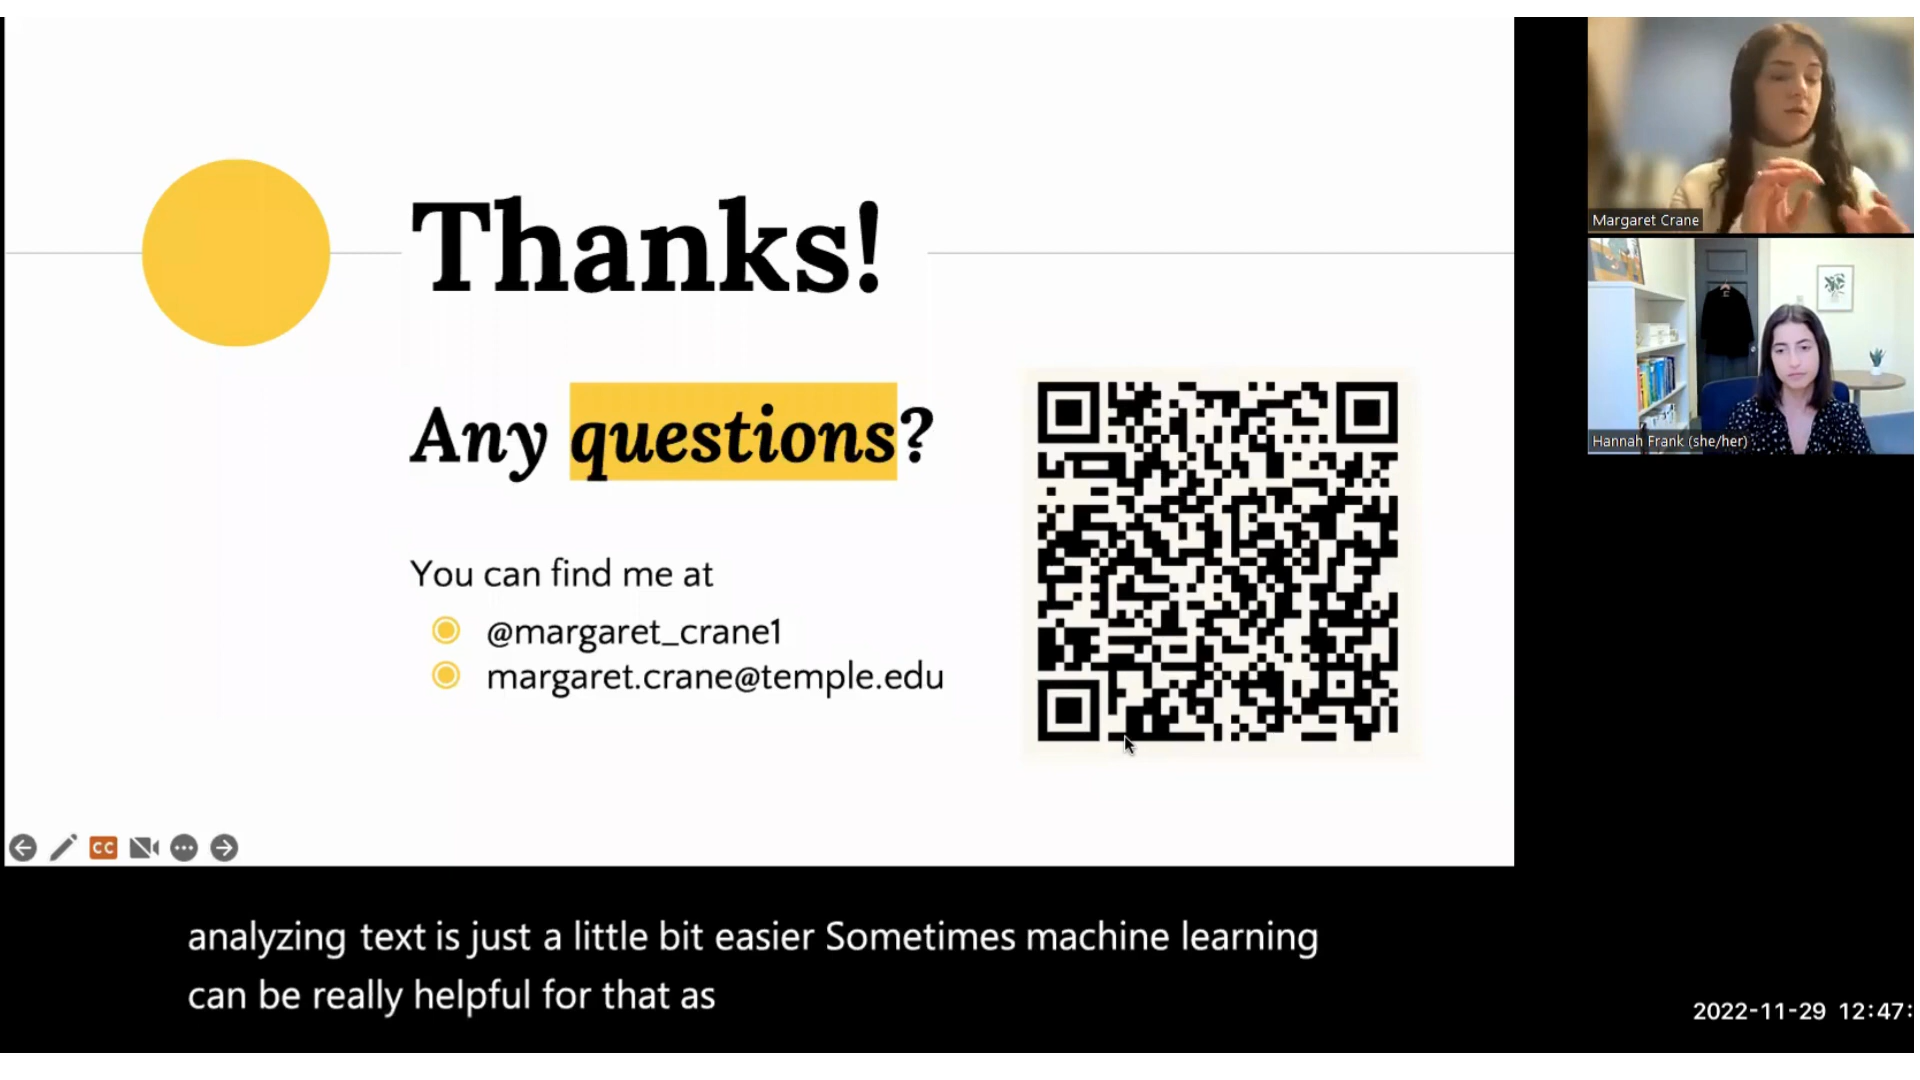 Thanks!
Any questions?
You can find me at
@margaret_crane1
margaret.crane@temple.edu
Margaret Crane
Hannah Frank (she/her)
CC
analyzing text is just a little bit easier Sometimes machine learning
can be really helpful for that as
2022-11-29 12:47: